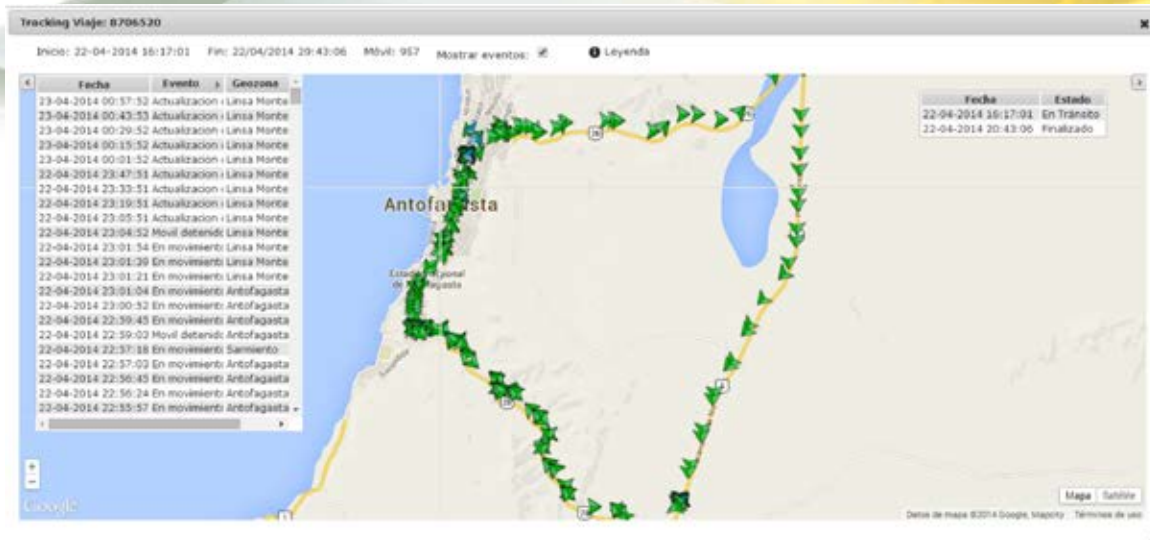 Tracking Viaje: 8706520
Inicio: 22-04-2014 16:17:01 Fin: 22/04/2014 20:43:06 Móvil: 957 Mostrar eventos: Leyenda
Fecha Evento Geozona
23-04-2014 00:57:52 Actualizacion Linsa Monte
23-04-2014 00:43:53 Actualizacion Linsa Monte
23-04-2014 00:29:52 Actualizacion Linsa Monte
23-04-2014 00:15:52 Actualizacion Linsa Monte
23-04-2014 00:01:52 Actualizacion Linsa Monte
22-04-2014 23:47:51 Actualizacion Linsa Monte
22-04-2014 23:33:51 Actualizacion Linsa Monte
22-04-2014 23:19:51 Actualizacion Linsa Monte
22-04-2014 23:05:51 Actualizacion Linsa Monte
22-04-2014 23:04:52 Movil detenido Linsa Monte
22-04-2014 23:01:54 En movimiento Linsa Monte
22-04-2014 23:01:39 En movimiento Linsa Monte
22-04-2014 23:01:21 En movimiento Linsa Monte
22-04-2014 23:01:04 En movimiento Antofagasta
22-04-2014 23:00:52 En movimiento Antofagasta
22-04-2014 22:59:45 En movimiento Antofagasta
22-04-2014 22:59:03 Movil detenido Antofagasta
22-04-2014 22:57:18 En movimiento Sarmiento
22-04-2014 22:57:03 En movimiento Antofagasta
22-04-2014 22:56:45 En movimiento Antofagasta
22-04-2014 22:56:24 En movimiento Antofagasta
22-04-2014 22:55:57 En movimiento Antofagasta
Fecha Estado
22-04-2014 16:17:01 En Tránsito
22-04-2014 20:43:06 Finalizado
26
Antofagasta
28
1
Google
Mapa Satélite
Datos de mapa ©2014 Google, Mapcity Términos de uso